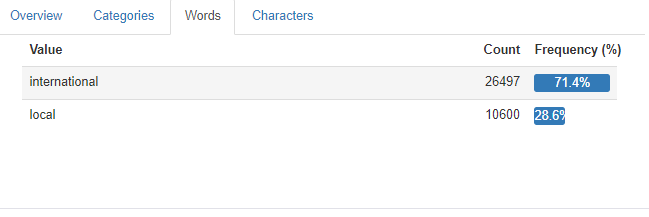 Overview Categories Words Characters
Value Count Frequency (%)
international 26497 71.4%
local 10600 28.6%